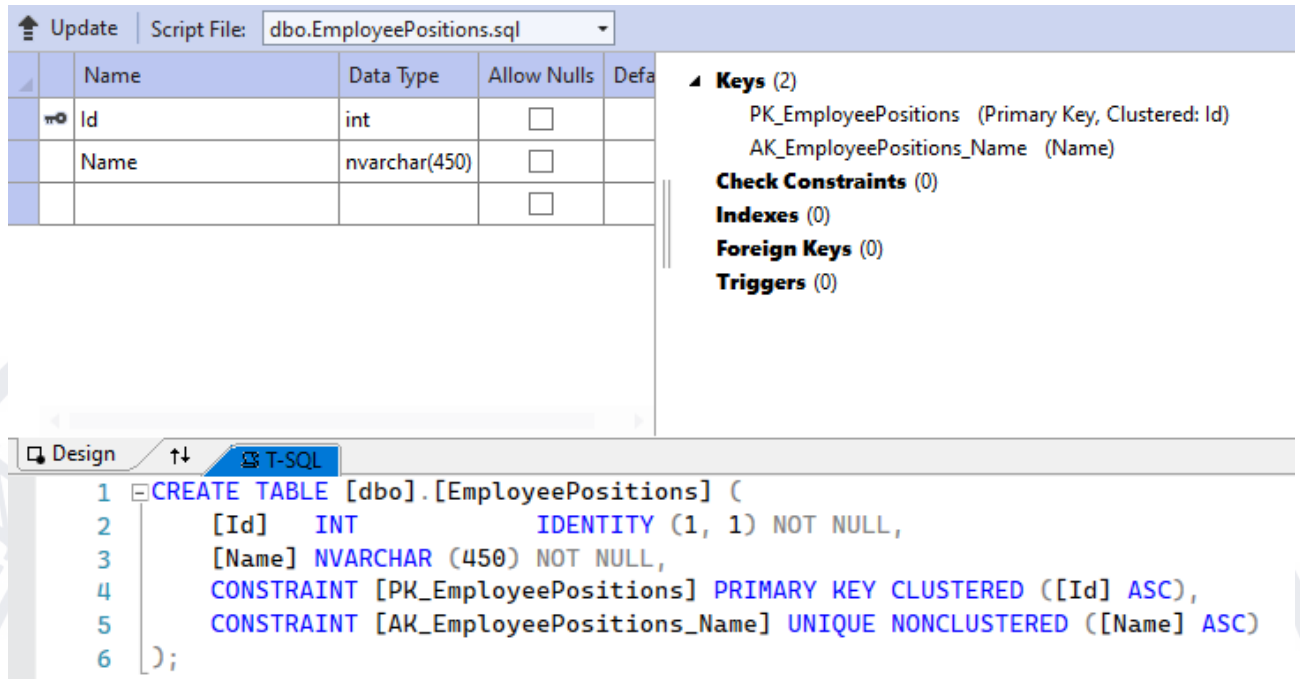 Update Script File: dbo.EmployeePositions.sql
Name Data Type Allow Nulls Defa
Id int
Name nvarchar(450)
Keys (2)
PK_EmployeePositions (Primary Key, Clustered: Id)
AK_EmployeePositions_Name (Name)
Check Constraints (0)
Indexes (0)
Foreign Keys (0)
Triggers (0)
Design T-SQL
1 CREATE TABLE [dbo].[EmployeePositions] (
2 [Id] INT IDENTITY (1, 1) NOT NULL,
3 [Name] NVARCHAR (450) NOT NULL,
4 CONSTRAINT [PK_EmployeePositions] PRIMARY KEY CLUSTERED ([Id] ASC),
5 CONSTRAINT [AK_EmployeePositions_Name] UNIQUE NONCLUSTERED ([Name] ASC)
6 );